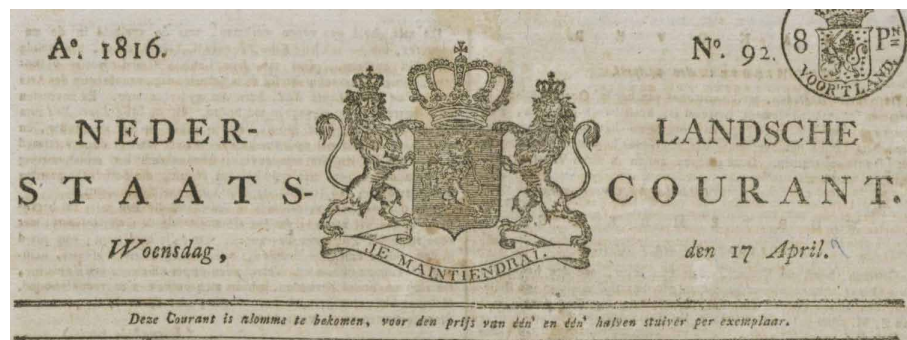 Aº. 1816.
Nº. 92.
8 Pⁿ
VOOR'T LAND
NEDER- LANDSCHE
STAATS- COURANT.
JE MAINTIENDRAI.
Woensdag, den 17 April.
Deze Courant is alomme te bekomen, voor den prijs van één' en één' halven stuiver per exemplaar.